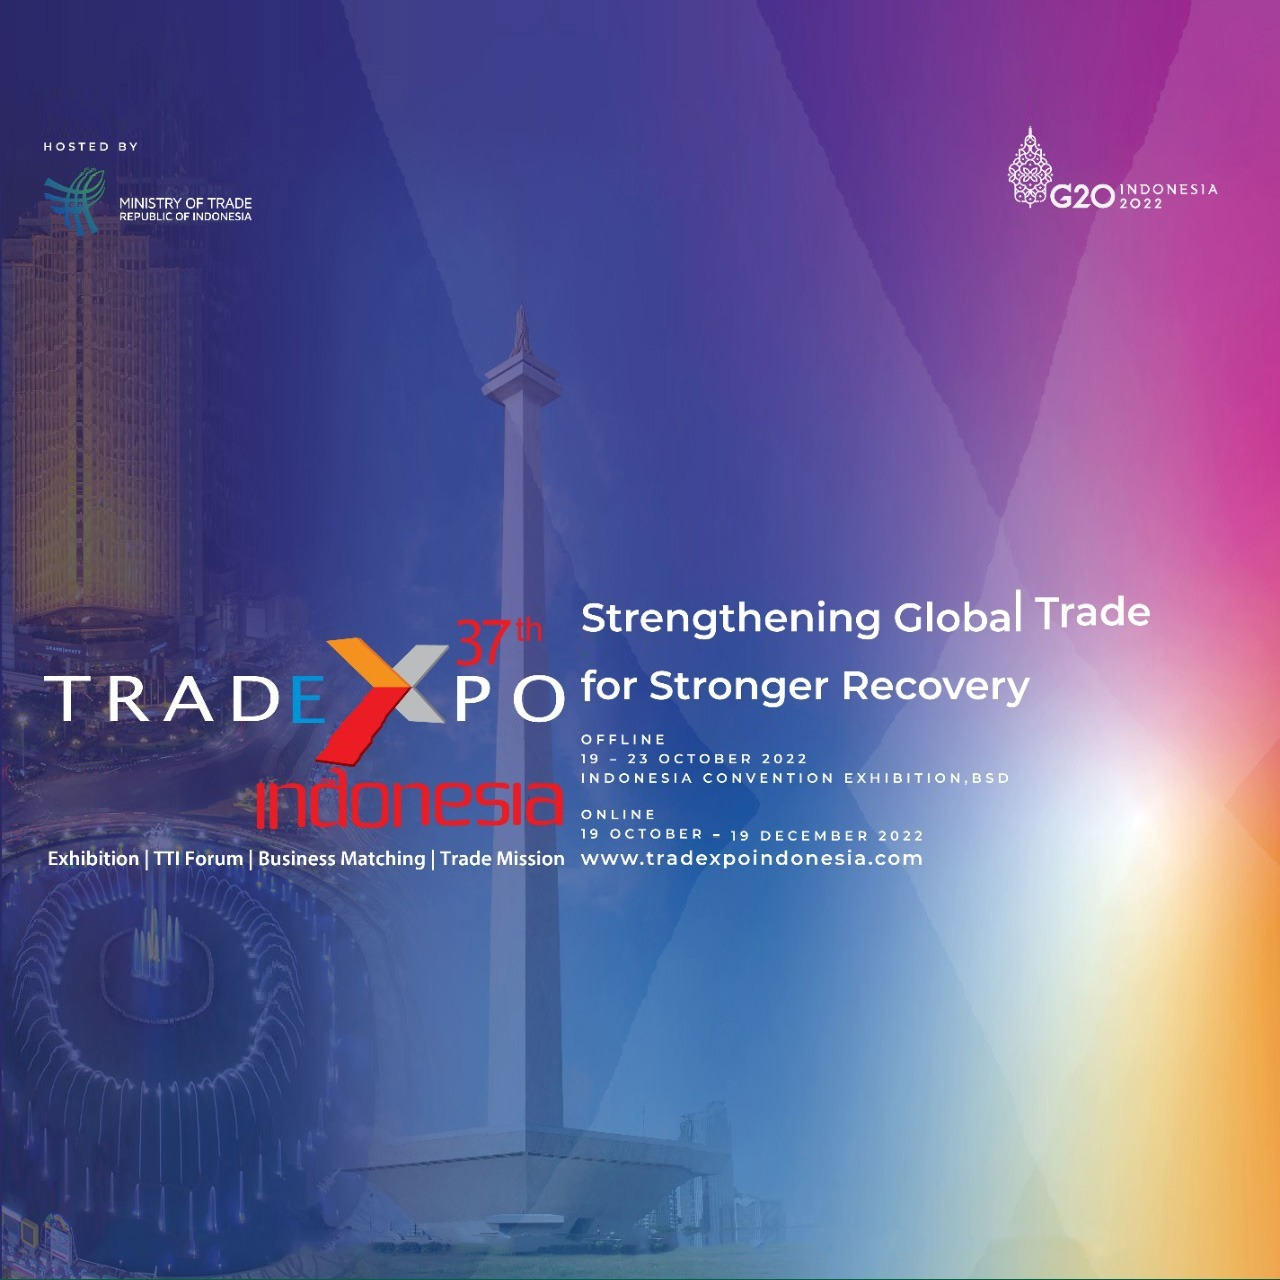 HOSTED BY
MINISTRY OF TRADE
REPUBLIC OF INDONESIA
G20 INDONESIA
2022
37th
TRADEXPO
indonesia
Exhibition | TTI Forum | Business Matching | Trade Mission
Strengthening Global Trade
for Stronger Recovery
OFFLINE
19 – 23 OCTOBER 2022
INDONESIA CONVENTION EXHIBITION,BSD
ONLINE
19 OCTOBER – 19 DECEMBER 2022
www.tradexpoindonesia.com